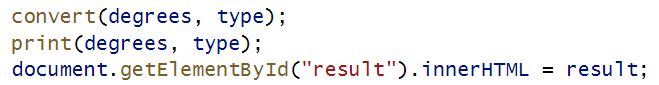 convert(degrees, type);
print(degrees, type);
document.getElementById("result").innerHTML = result;